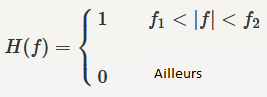 H(f) = { 1 f₁ < |f| < f₂
0 Ailleurs